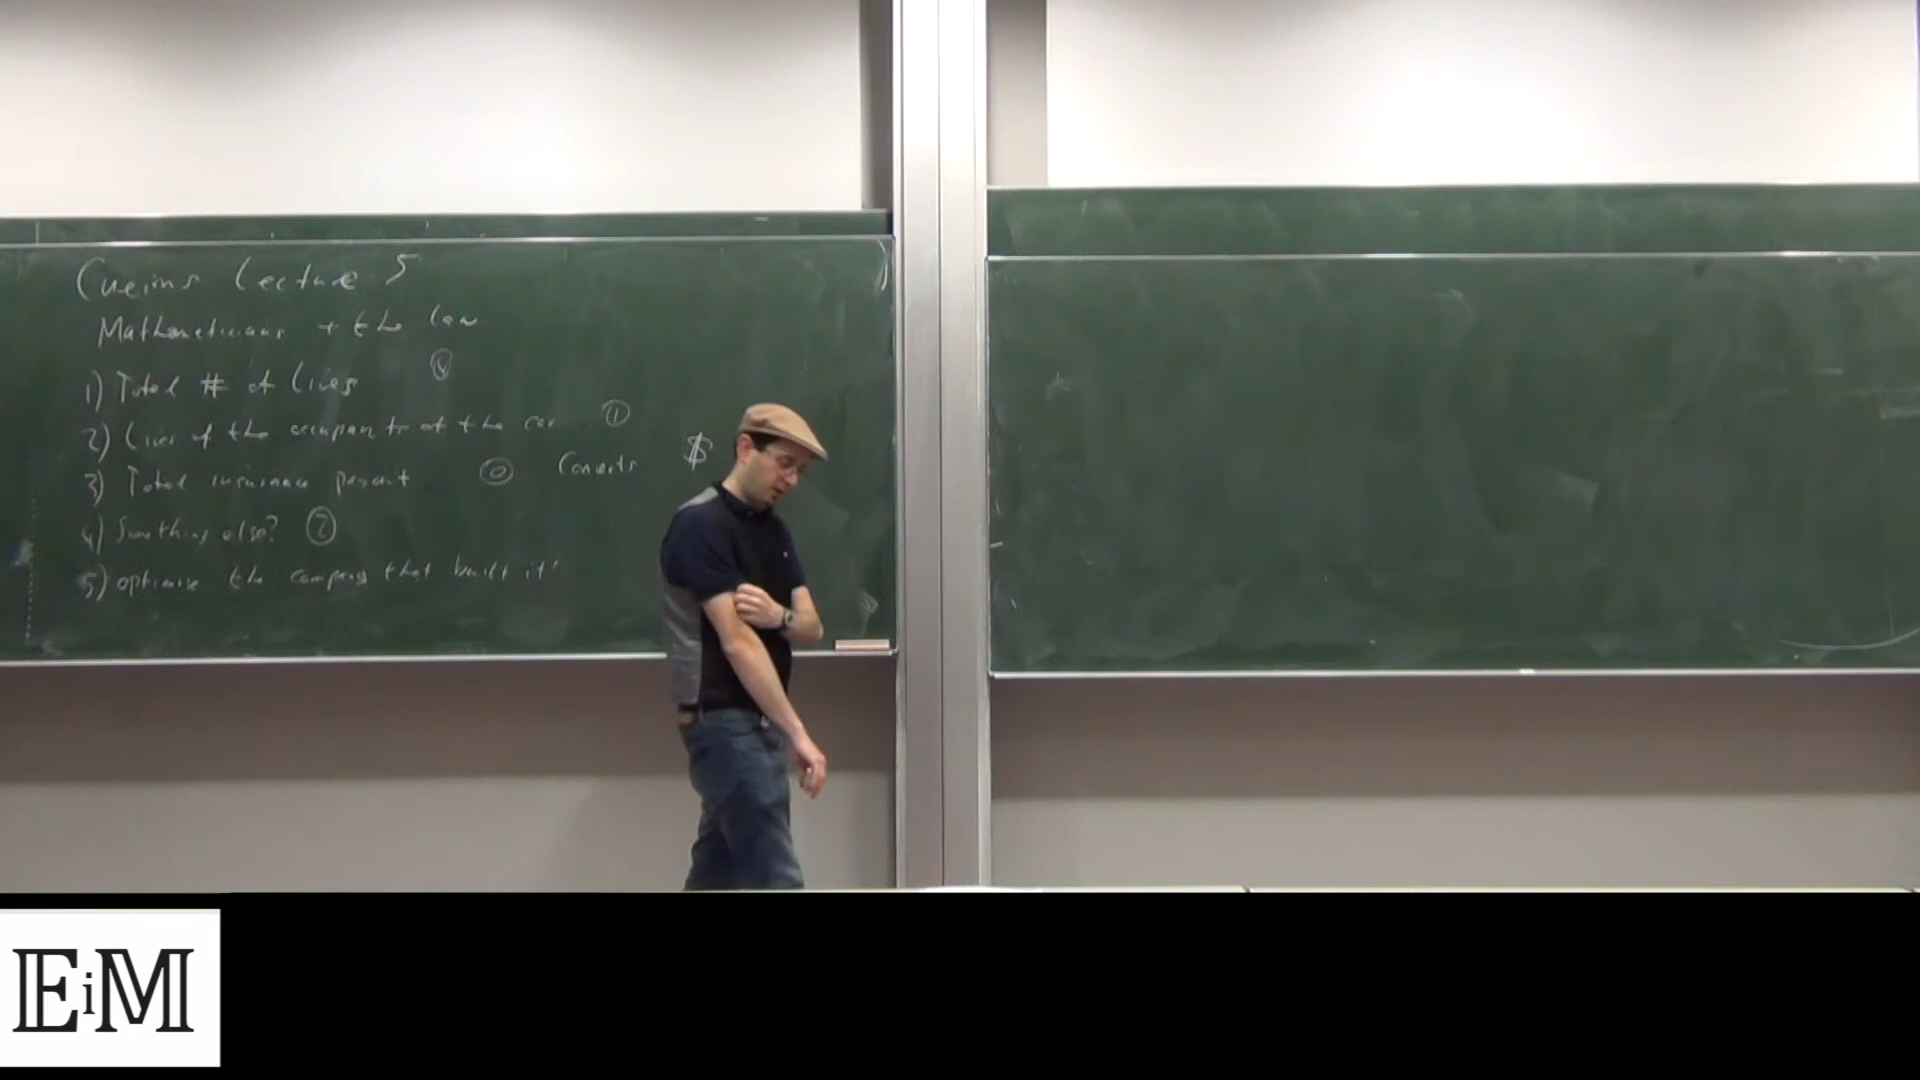 Cueims Lecture 5
Mathematicians + the law
1) Total # of Lives ④
2) Lives of the occupants of the car ①
3) Total insurance payout ⓪ Converts $
4) Something else? ②
5) optimise the company that built it'
EiM